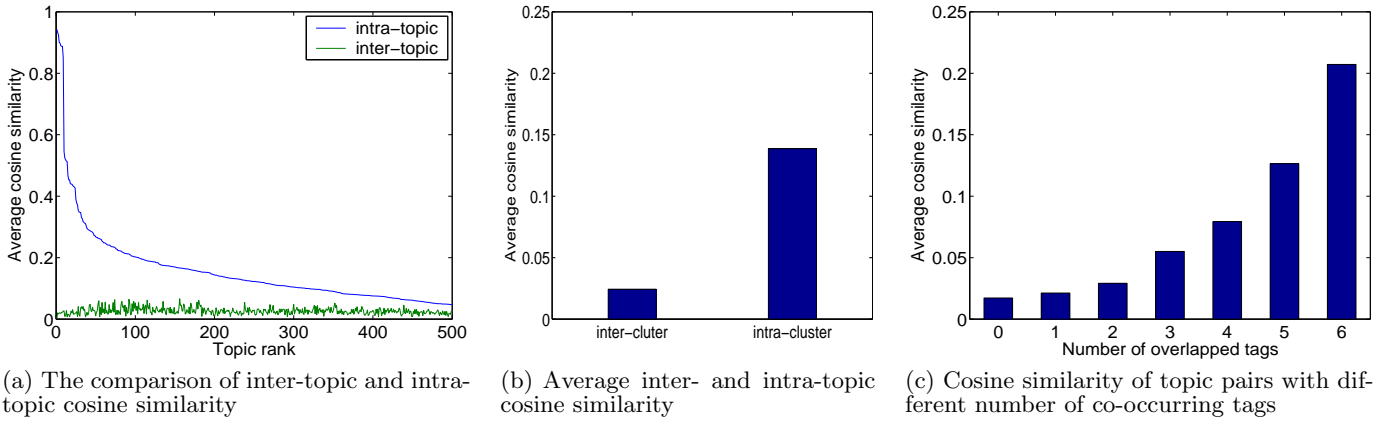 1
0.8
0.6
0.4
0.2
0
Average cosine similarity
intra-topic
inter-topic
0 100 200 300 400 500
Topic rank
(a) The comparison of inter-topic and intra-
topic cosine similarity
0.25
0.2
0.15
0.1
0.05
0
Average cosine similarity
inter-cluter intra-cluster
(b) Average inter- and intra-topic
cosine similarity
0.25
0.2
0.15
0.1
0.05
0
Average cosine similarity
0 1 2 3 4 5 6
Number of overlapped tags
(c) Cosine similarity of topic pairs with dif-
ferent number of co-occurring tags